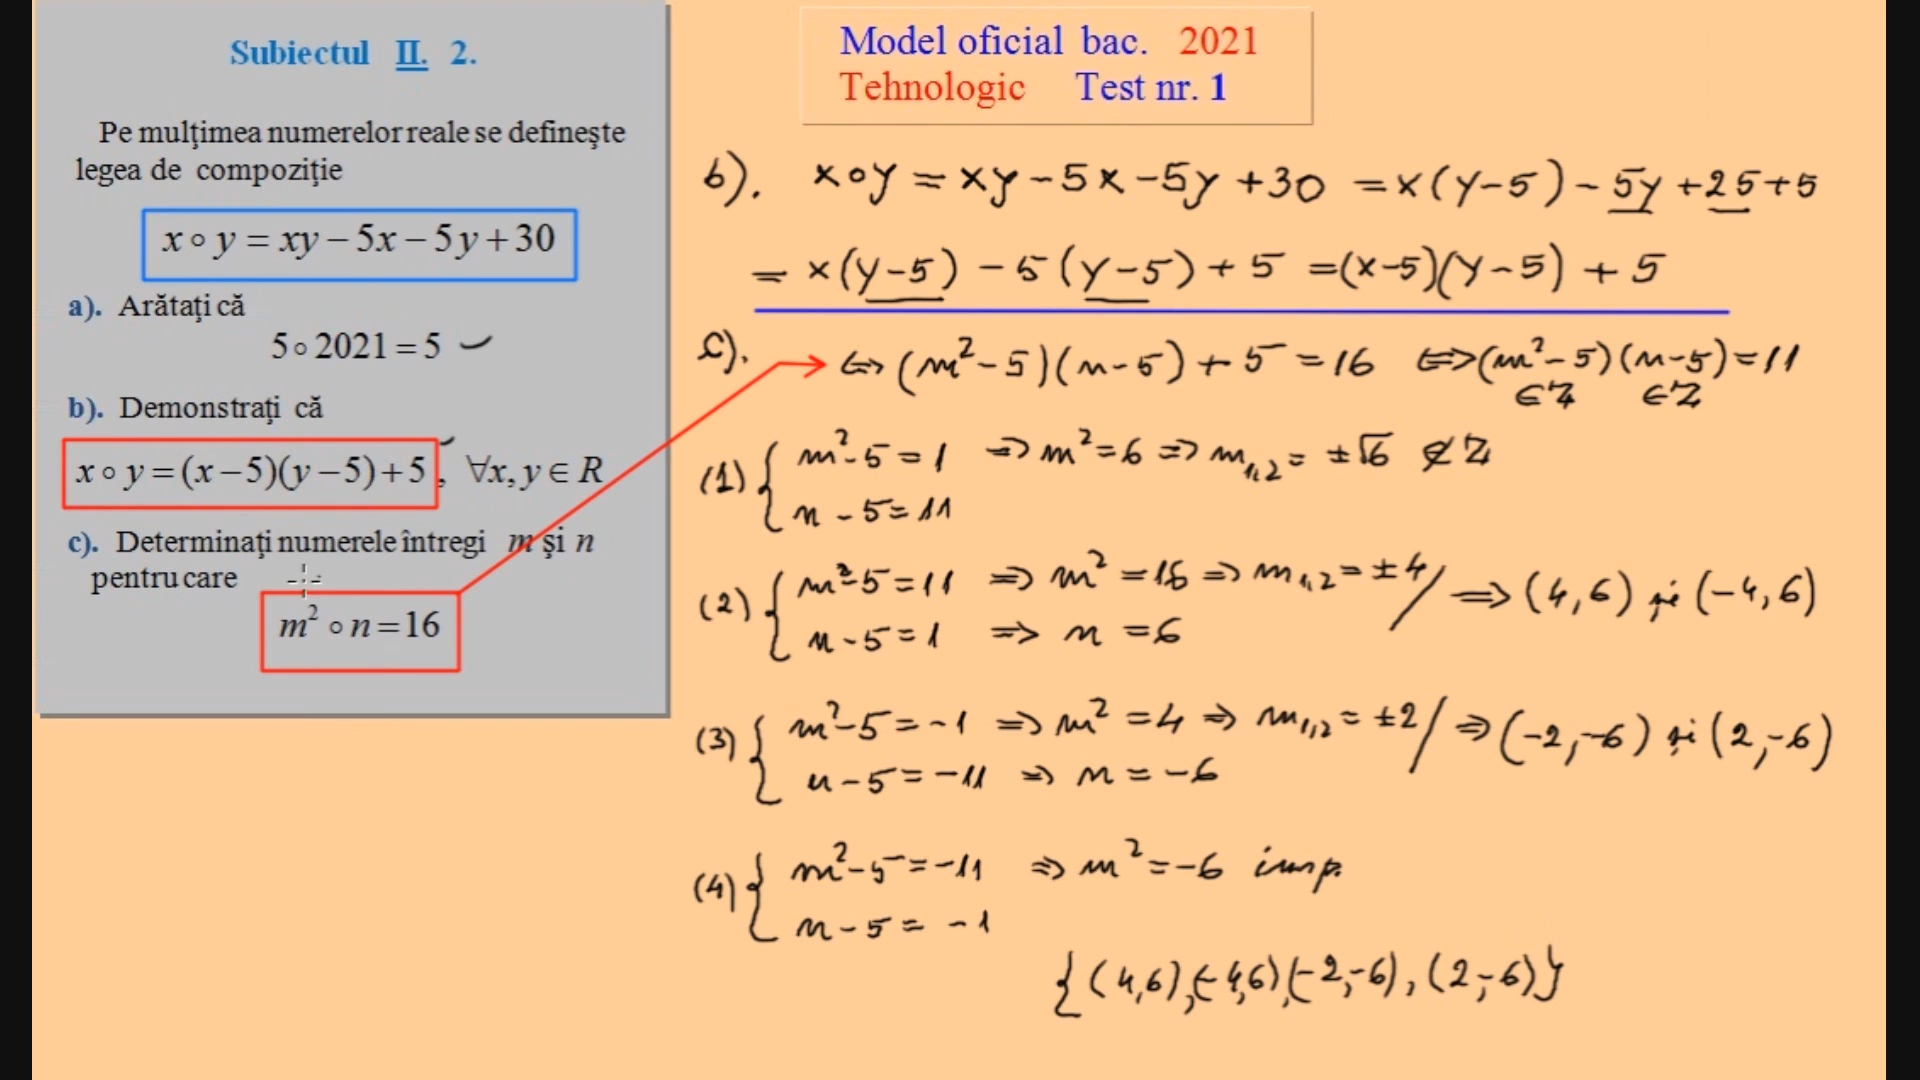 Subiectul II. 2.
Pe mulţimea numerelor reale se defineşte
legea de compoziţie
x∘y = xy − 5x − 5y + 30
a). Arătaţi că
5∘2021 = 5
b). Demonstraţi că
x∘y = (x−5)(y−5)+5, ∀x, y ∈ R
c). Determinaţi numerele întregi m şi n
pentru care
m²∘n = 16
Model oficial bac. 2021
Tehnologic Test nr. 1
b). x∘y = xy − 5x − 5y + 30 = x(y−5) − 5y + 25 + 5
= x(y−5) − 5(y−5) + 5 = (x−5)(y−5) + 5
c). ⇔ (m²−5)(n−5) + 5 = 16 ⇔ (m²−5)(n−5) = 11
∈ℤ ∈ℤ
(1) { m²−5 = 1 ⇒ m² = 6 ⇒ m₁,₂ = ±√6 ∉ ℤ
n − 5 = 11
(2) { m²−5 = 11 ⇒ m² = 16 ⇒ m₁,₂ = ±4 / ⇒ (4,6) şi (−4,6)
n − 5 = 1 ⇒ n = 6
(3) { m²−5 = −1 ⇒ m² = 4 ⇒ m₁,₂ = ±2 / ⇒ (−2,−6) şi (2,−6)
n − 5 = −11 ⇒ n = −6
(4) { m²−5 = −11 ⇒ m² = −6 imp.
n − 5 = −1
{(4,6),(−4,6),(−2,−6),(2,−6)}